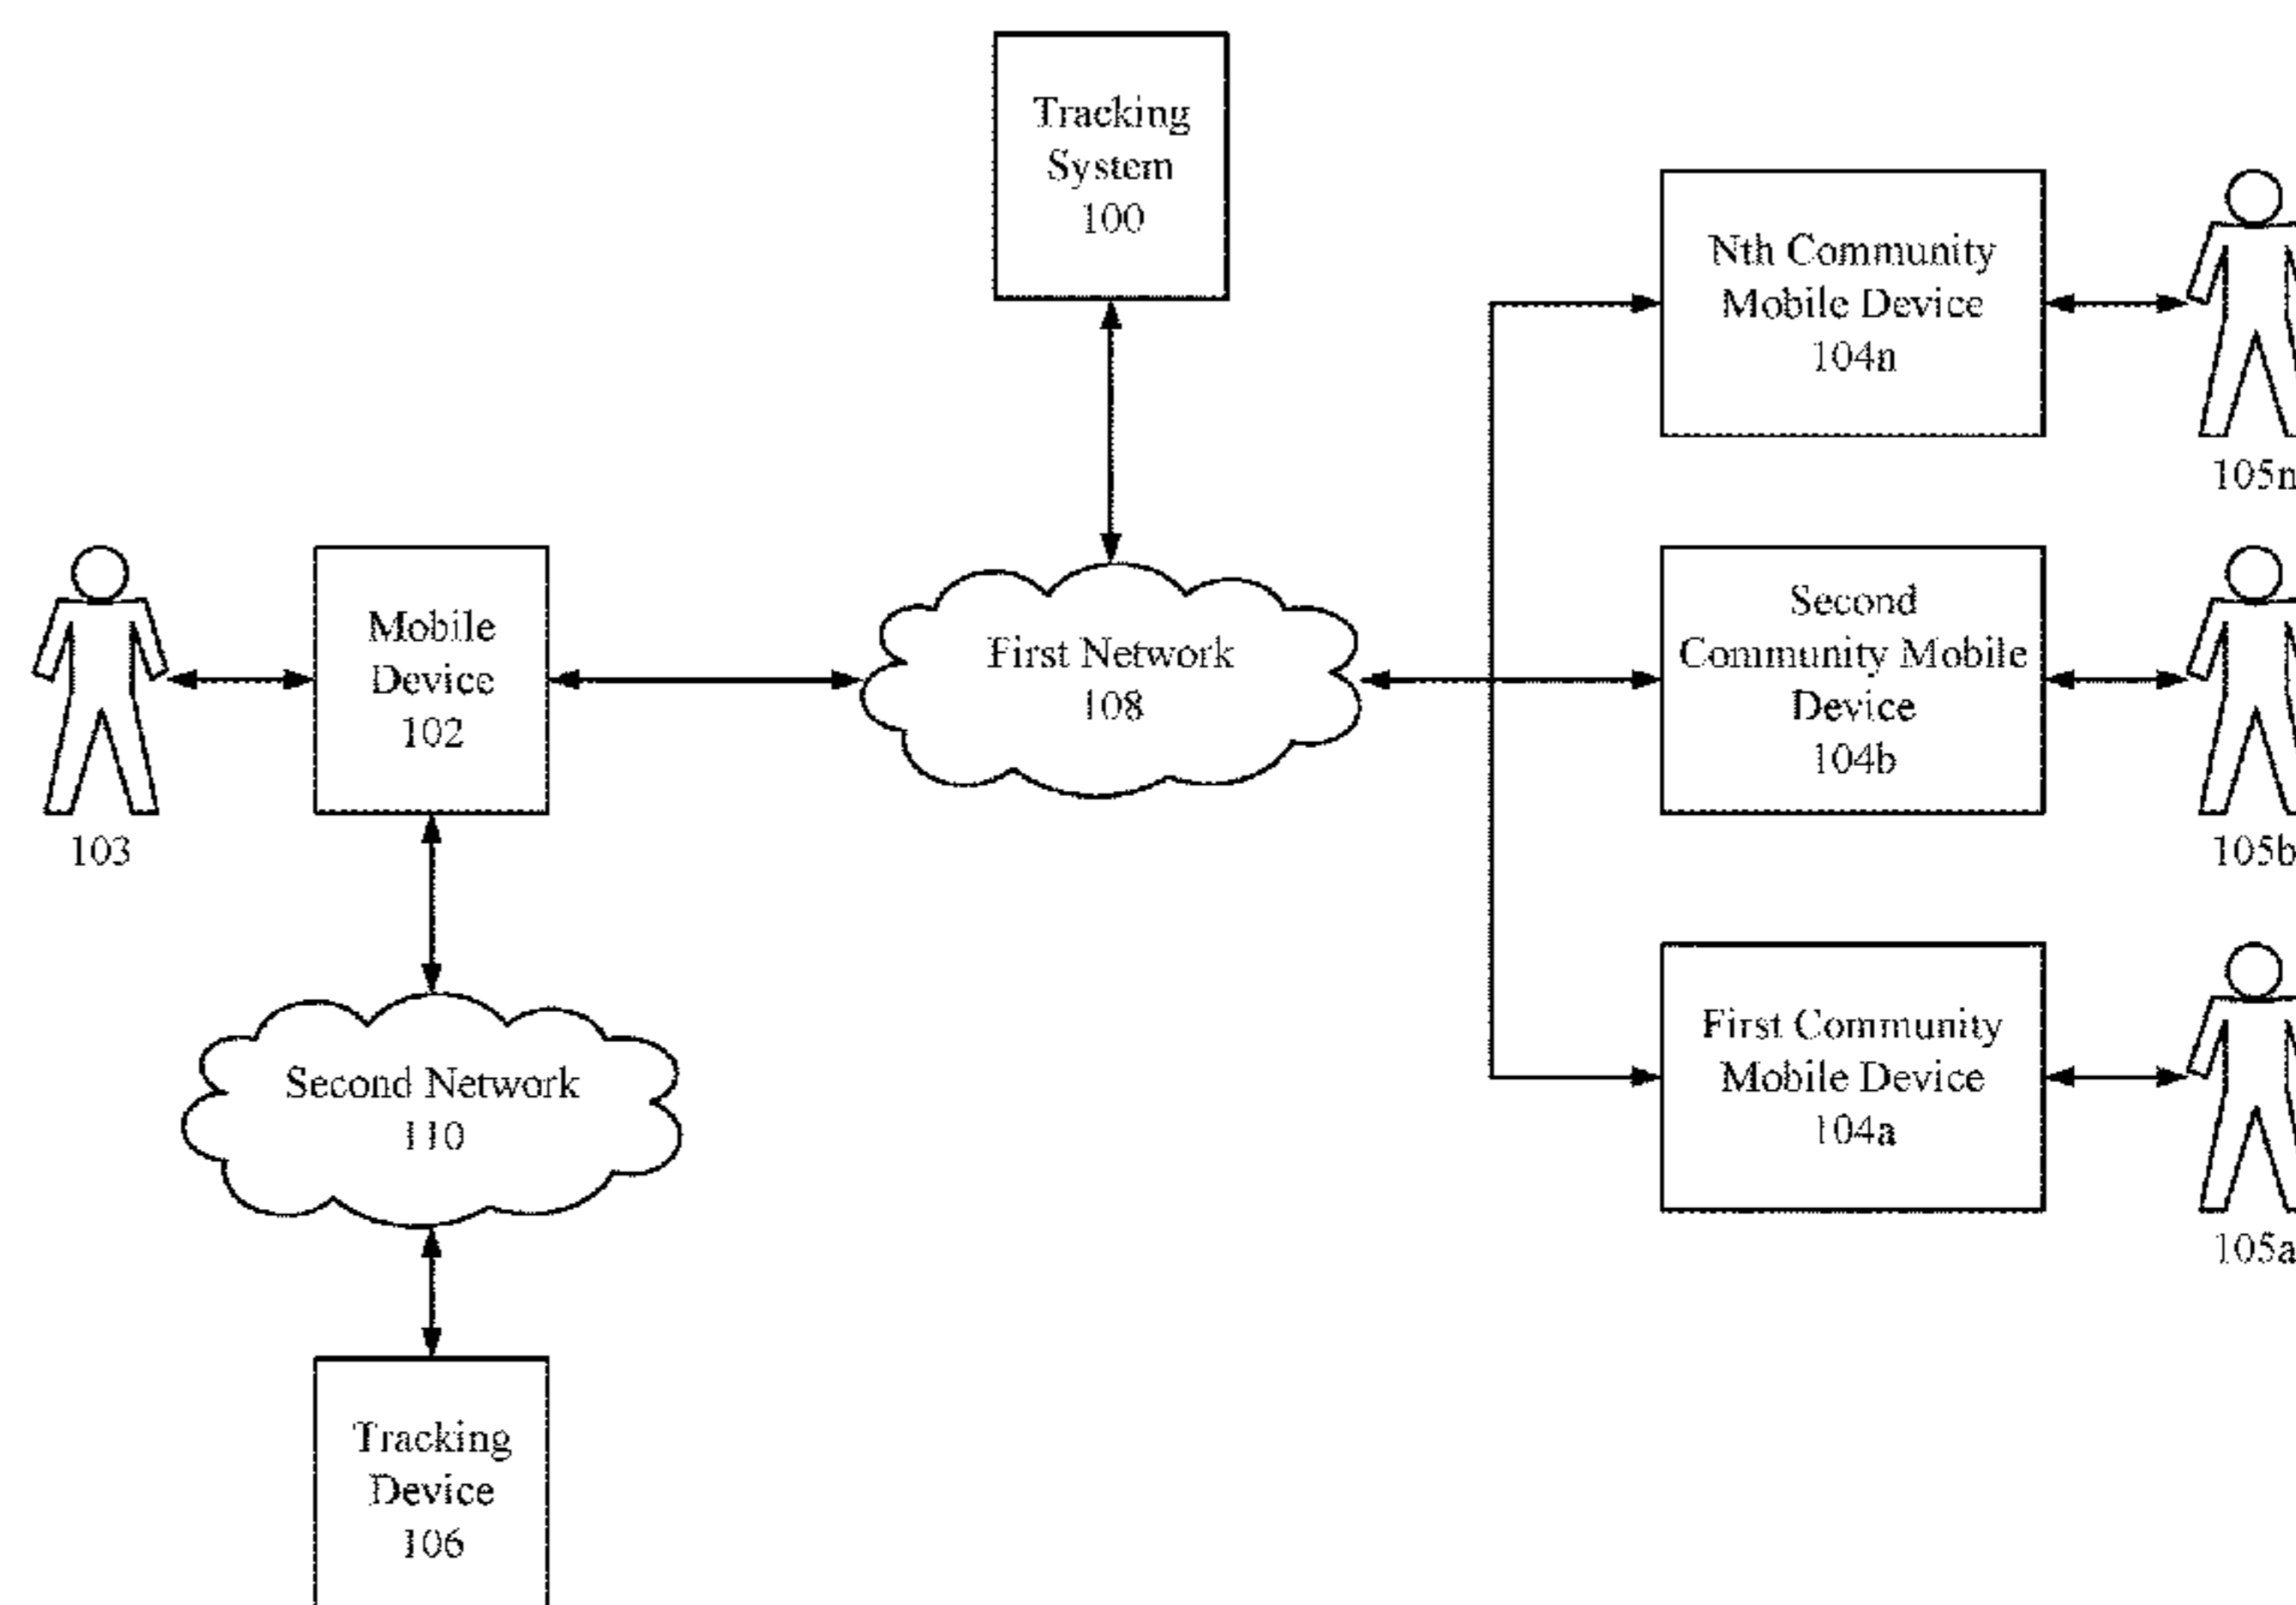 Tracking
System
100
Nth Community
Mobile Device
104n
105n
Mobile
Device
102
103
First Network
108
Second
Community Mobile
Device
104b
105b
Second Network
110
First Community
Mobile Device
104a
105a
Tracking
Device
106